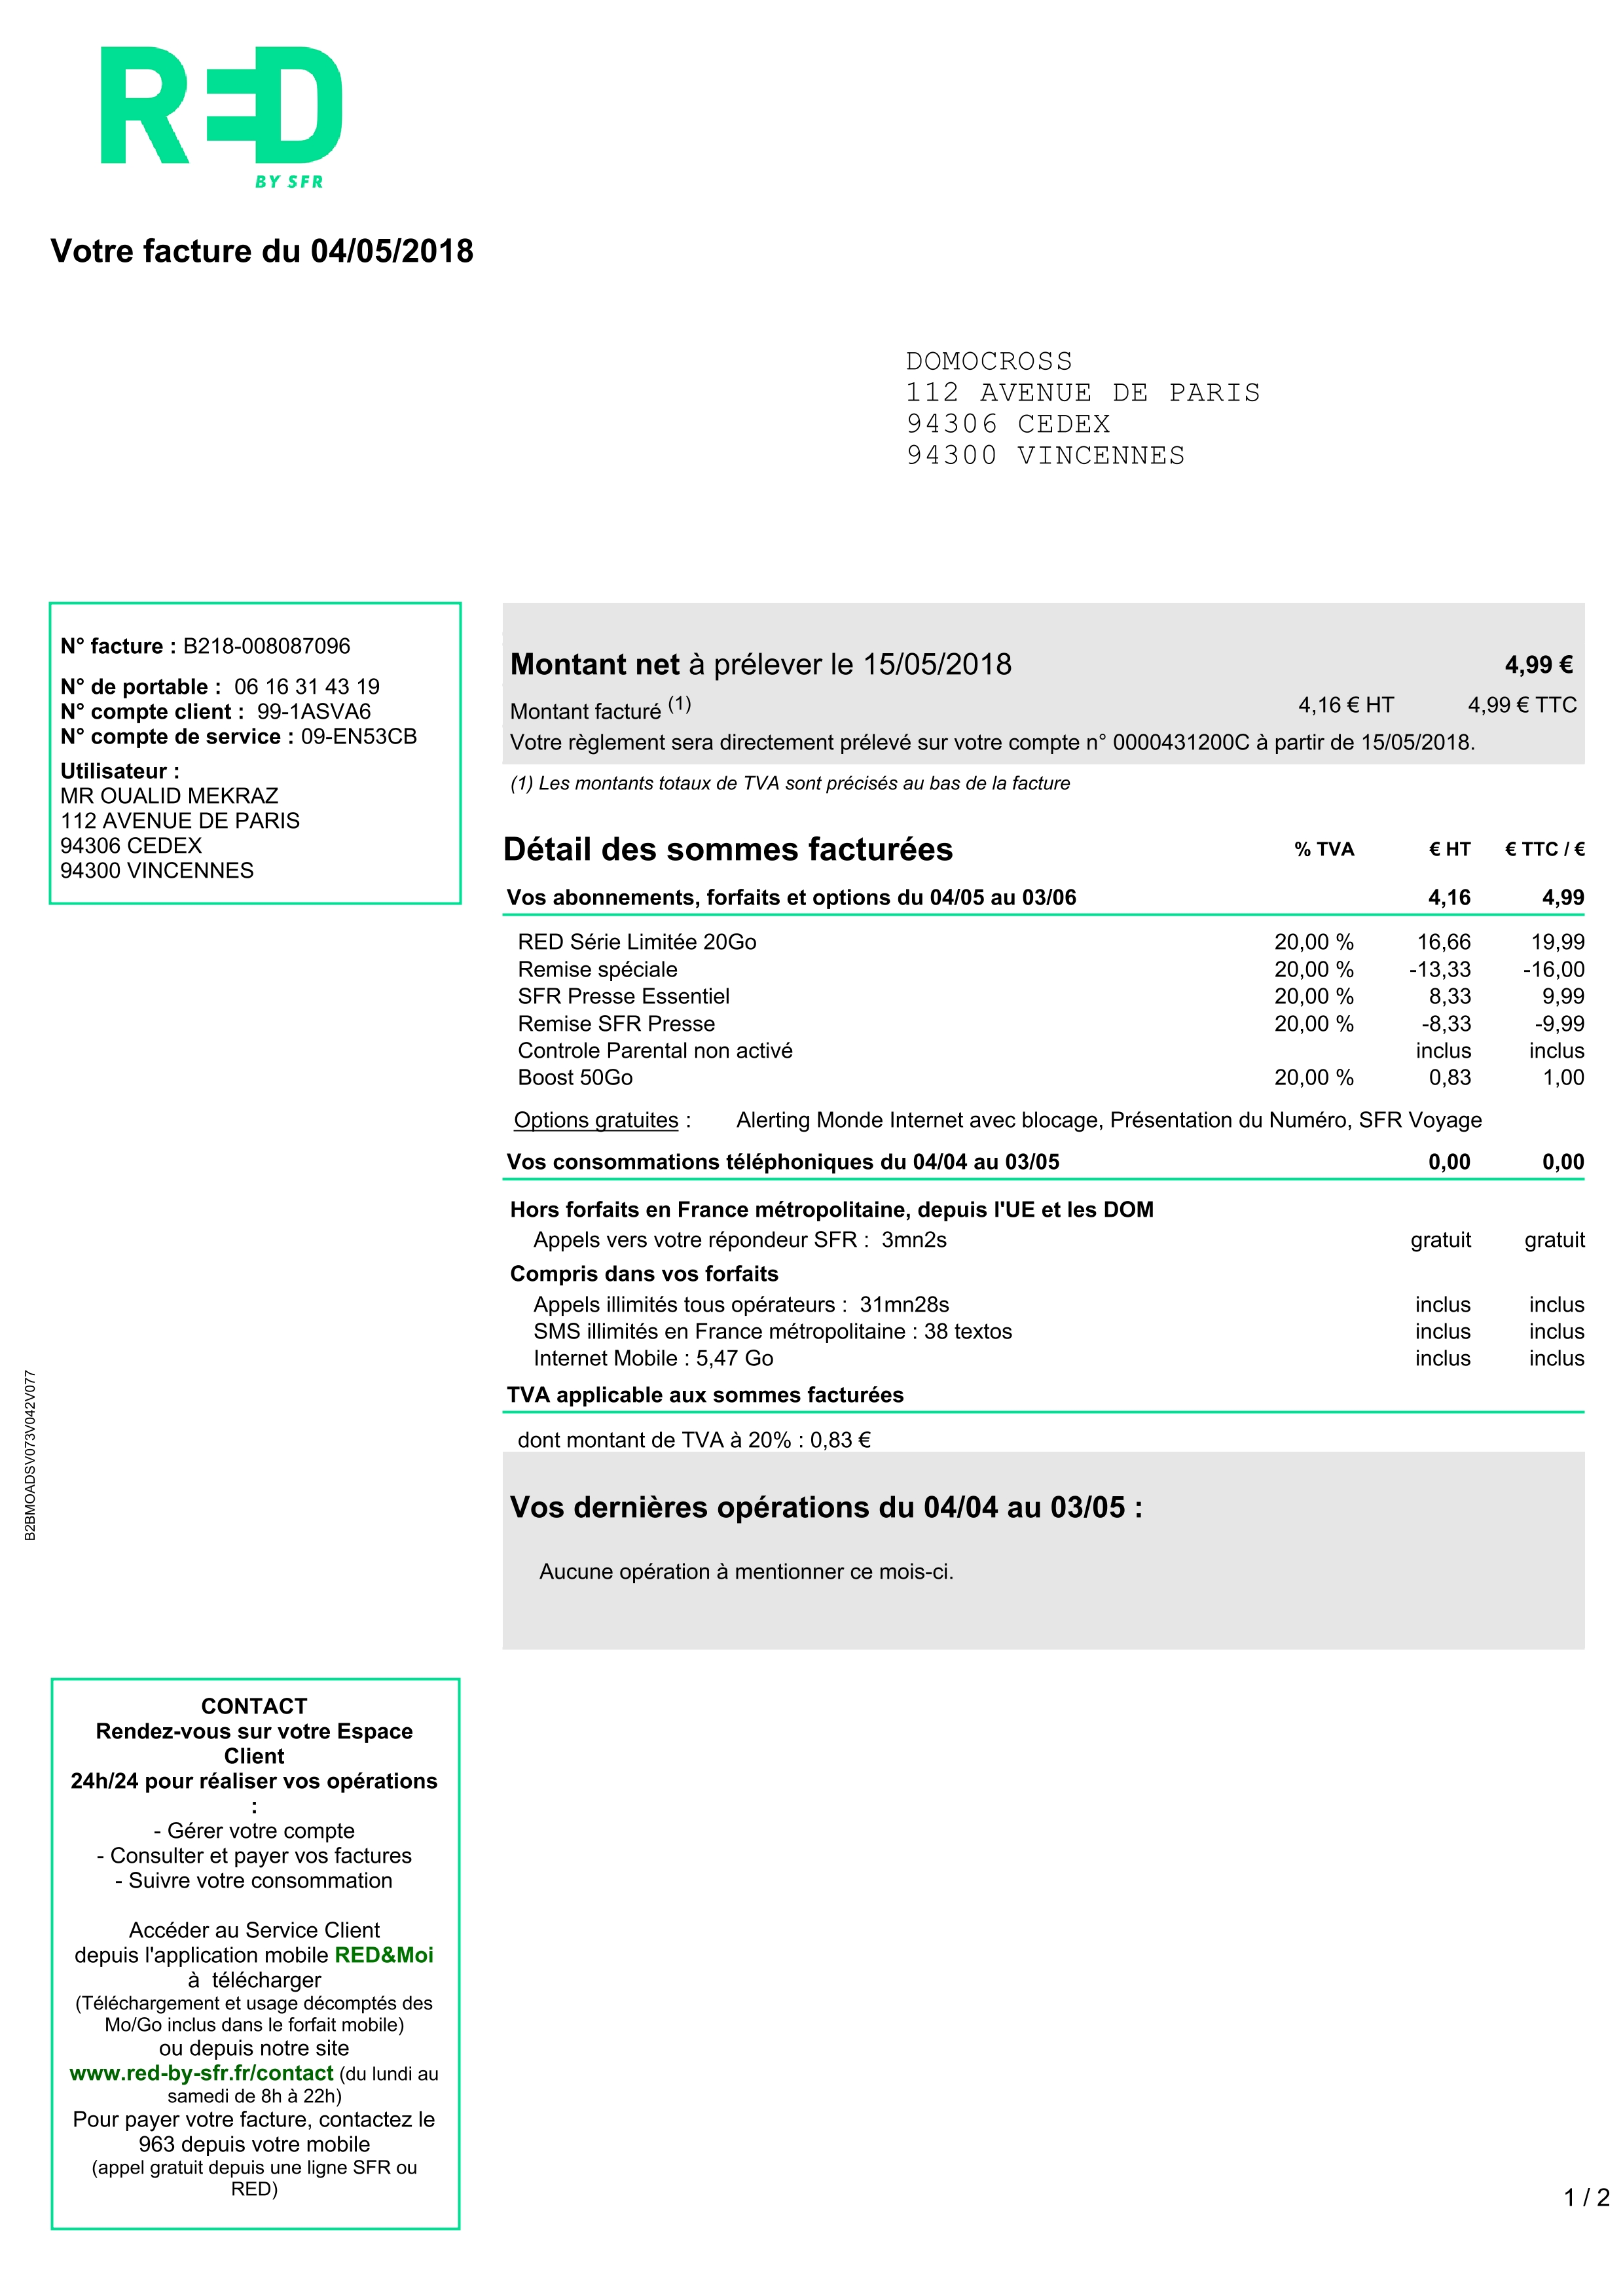 RED
BY SFR
Votre facture du 04/05/2018
DOMOCROSS
112 AVENUE DE PARIS
94306 CEDEX
94300 VINCENNES
N° facture : B218-008087096
N° de portable : 06 16 31 43 19
N° compte client : 99-1ASVA6
N° compte de service : 09-EN53CB
Utilisateur :
MR OUALID MEKRAZ
112 AVENUE DE PARIS
94306 CEDEX
94300 VINCENNES
Montant net à prélever le 15/05/2018 4,99 €
Montant facturé (1) 4,16 € HT 4,99 € TTC
Votre règlement sera directement prélevé sur votre compte n° 0000431200C à partir de 15/05/2018.
(1) Les montants totaux de TVA sont précisés au bas de la facture
Détail des sommes facturées % TVA € HT € TTC / €
Vos abonnements, forfaits et options du 04/05 au 03/06 4,16 4,99
RED Série Limitée 20Go 20,00 % 16,66 19,99
Remise spéciale 20,00 % -13,33 -16,00
SFR Presse Essentiel 20,00 % 8,33 9,99
Remise SFR Presse 20,00 % -8,33 -9,99
Controle Parental non activé inclus inclus
Boost 50Go 20,00 % 0,83 1,00
Options gratuites : Alerting Monde Internet avec blocage, Présentation du Numéro, SFR Voyage
Vos consommations téléphoniques du 04/04 au 03/05 0,00 0,00
Hors forfaits en France métropolitaine, depuis l'UE et les DOM
Appels vers votre répondeur SFR : 3mn2s gratuit gratuit
Compris dans vos forfaits
Appels illimités tous opérateurs : 31mn28s inclus inclus
SMS illimités en France métropolitaine : 38 textos inclus inclus
Internet Mobile : 5,47 Go inclus inclus
TVA applicable aux sommes facturées
dont montant de TVA à 20% : 0,83 €
Vos dernières opérations du 04/04 au 03/05 :
Aucune opération à mentionner ce mois-ci.
B2BMOADSV073V042V077
CONTACT
Rendez-vous sur votre Espace
Client
24h/24 pour réaliser vos opérations
:
- Gérer votre compte
- Consulter et payer vos factures
- Suivre votre consommation
Accéder au Service Client
depuis l'application mobile RED&Moi
à télécharger
(Téléchargement et usage décomptés des
Mo/Go inclus dans le forfait mobile)
ou depuis notre site
www.red-by-sfr.fr/contact (du lundi au
samedi de 8h à 22h)
Pour payer votre facture, contactez le
963 depuis votre mobile
(appel gratuit depuis une ligne SFR ou
RED)
1 / 2